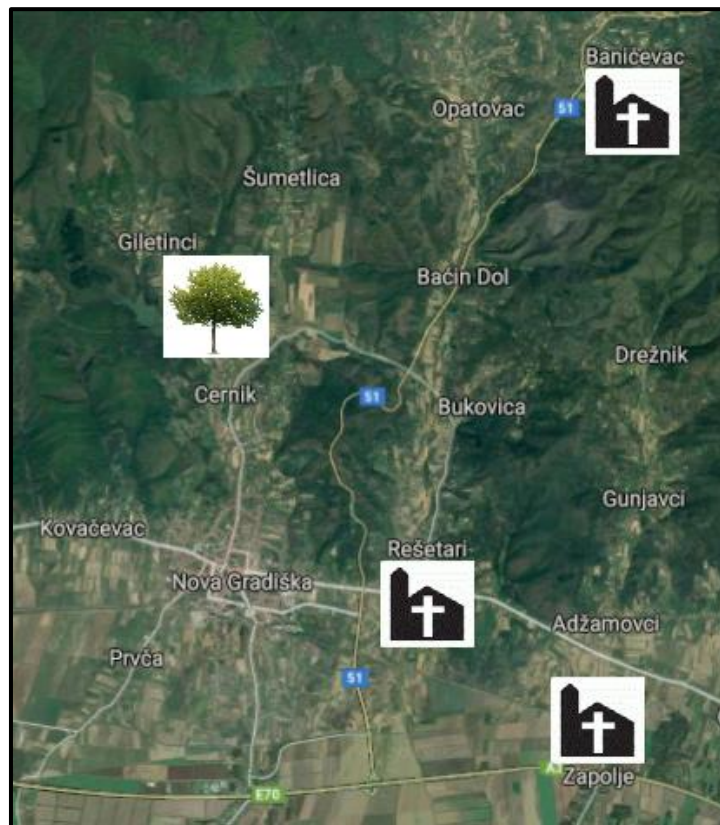 Banićevac
Opatovac
51
Šumetlica
Giletinci
Baćin Dol
Drežnik
Cernik
51
Bukovica
Gunjavci
Kovačevac
Rešetari
Nova Gradiška
Adžamovci
Prvča
51
Zapolje
E70